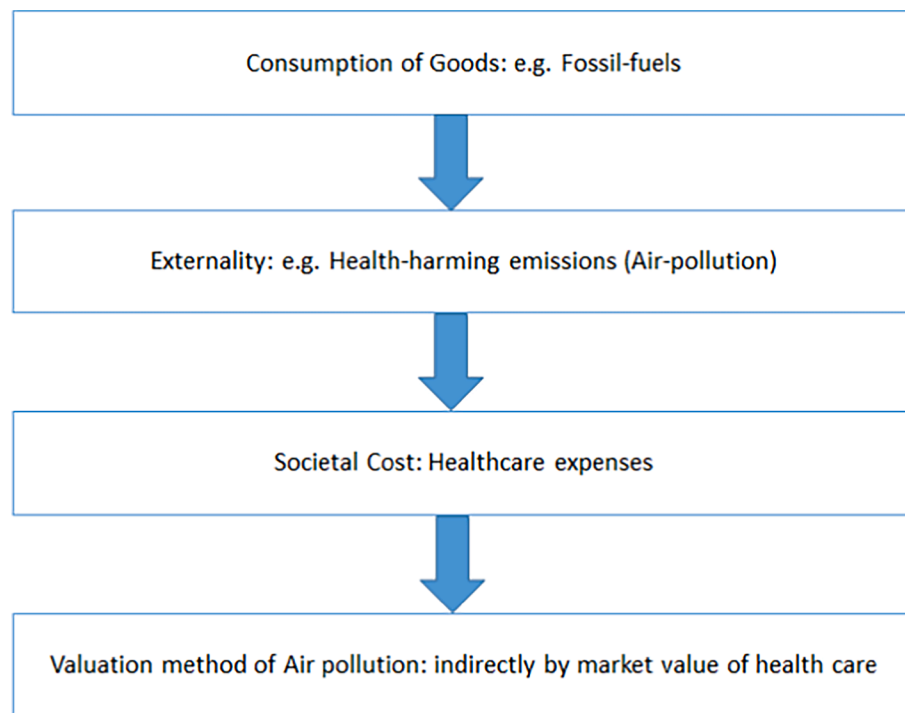 Consumption of Goods: e.g. Fossil-fuels
Externality: e.g. Health-harming emissions (Air-pollution)
Societal Cost: Healthcare expenses
Valuation method of Air pollution: indirectly by market value of health care